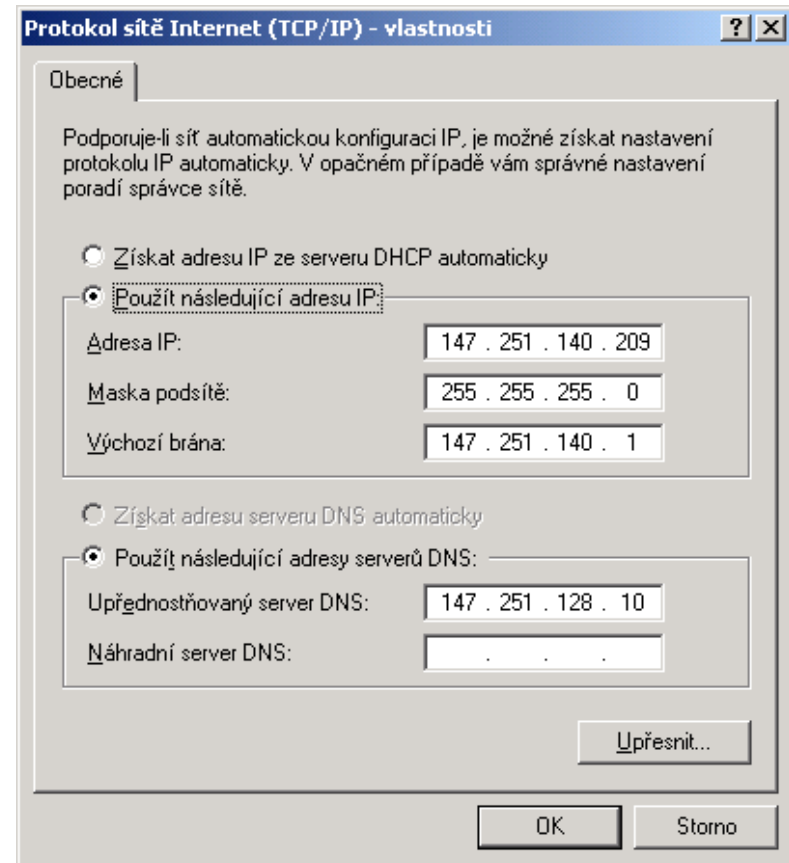 Protokol sítě Internet (TCP/IP) - vlastnosti
Obecné
Podporuje-li síť automatickou konfiguraci IP, je možné získat nastavení
protokolu IP automaticky. V opačném případě vám správné nastavení
poradí správce sítě.
Získat adresu IP ze serveru DHCP automaticky
Použít následující adresu IP:
Adresa IP: 147 . 251 . 140 . 209
Maska podsítě: 255 . 255 . 255 . 0
Výchozí brána: 147 . 251 . 140 . 1
Získat adresu serveru DNS automaticky
Použít následující adresy serverů DNS:
Upřednostňovaný server DNS: 147 . 251 . 128 . 10
Náhradní server DNS: . . .
Upřesnit...
OK Storno